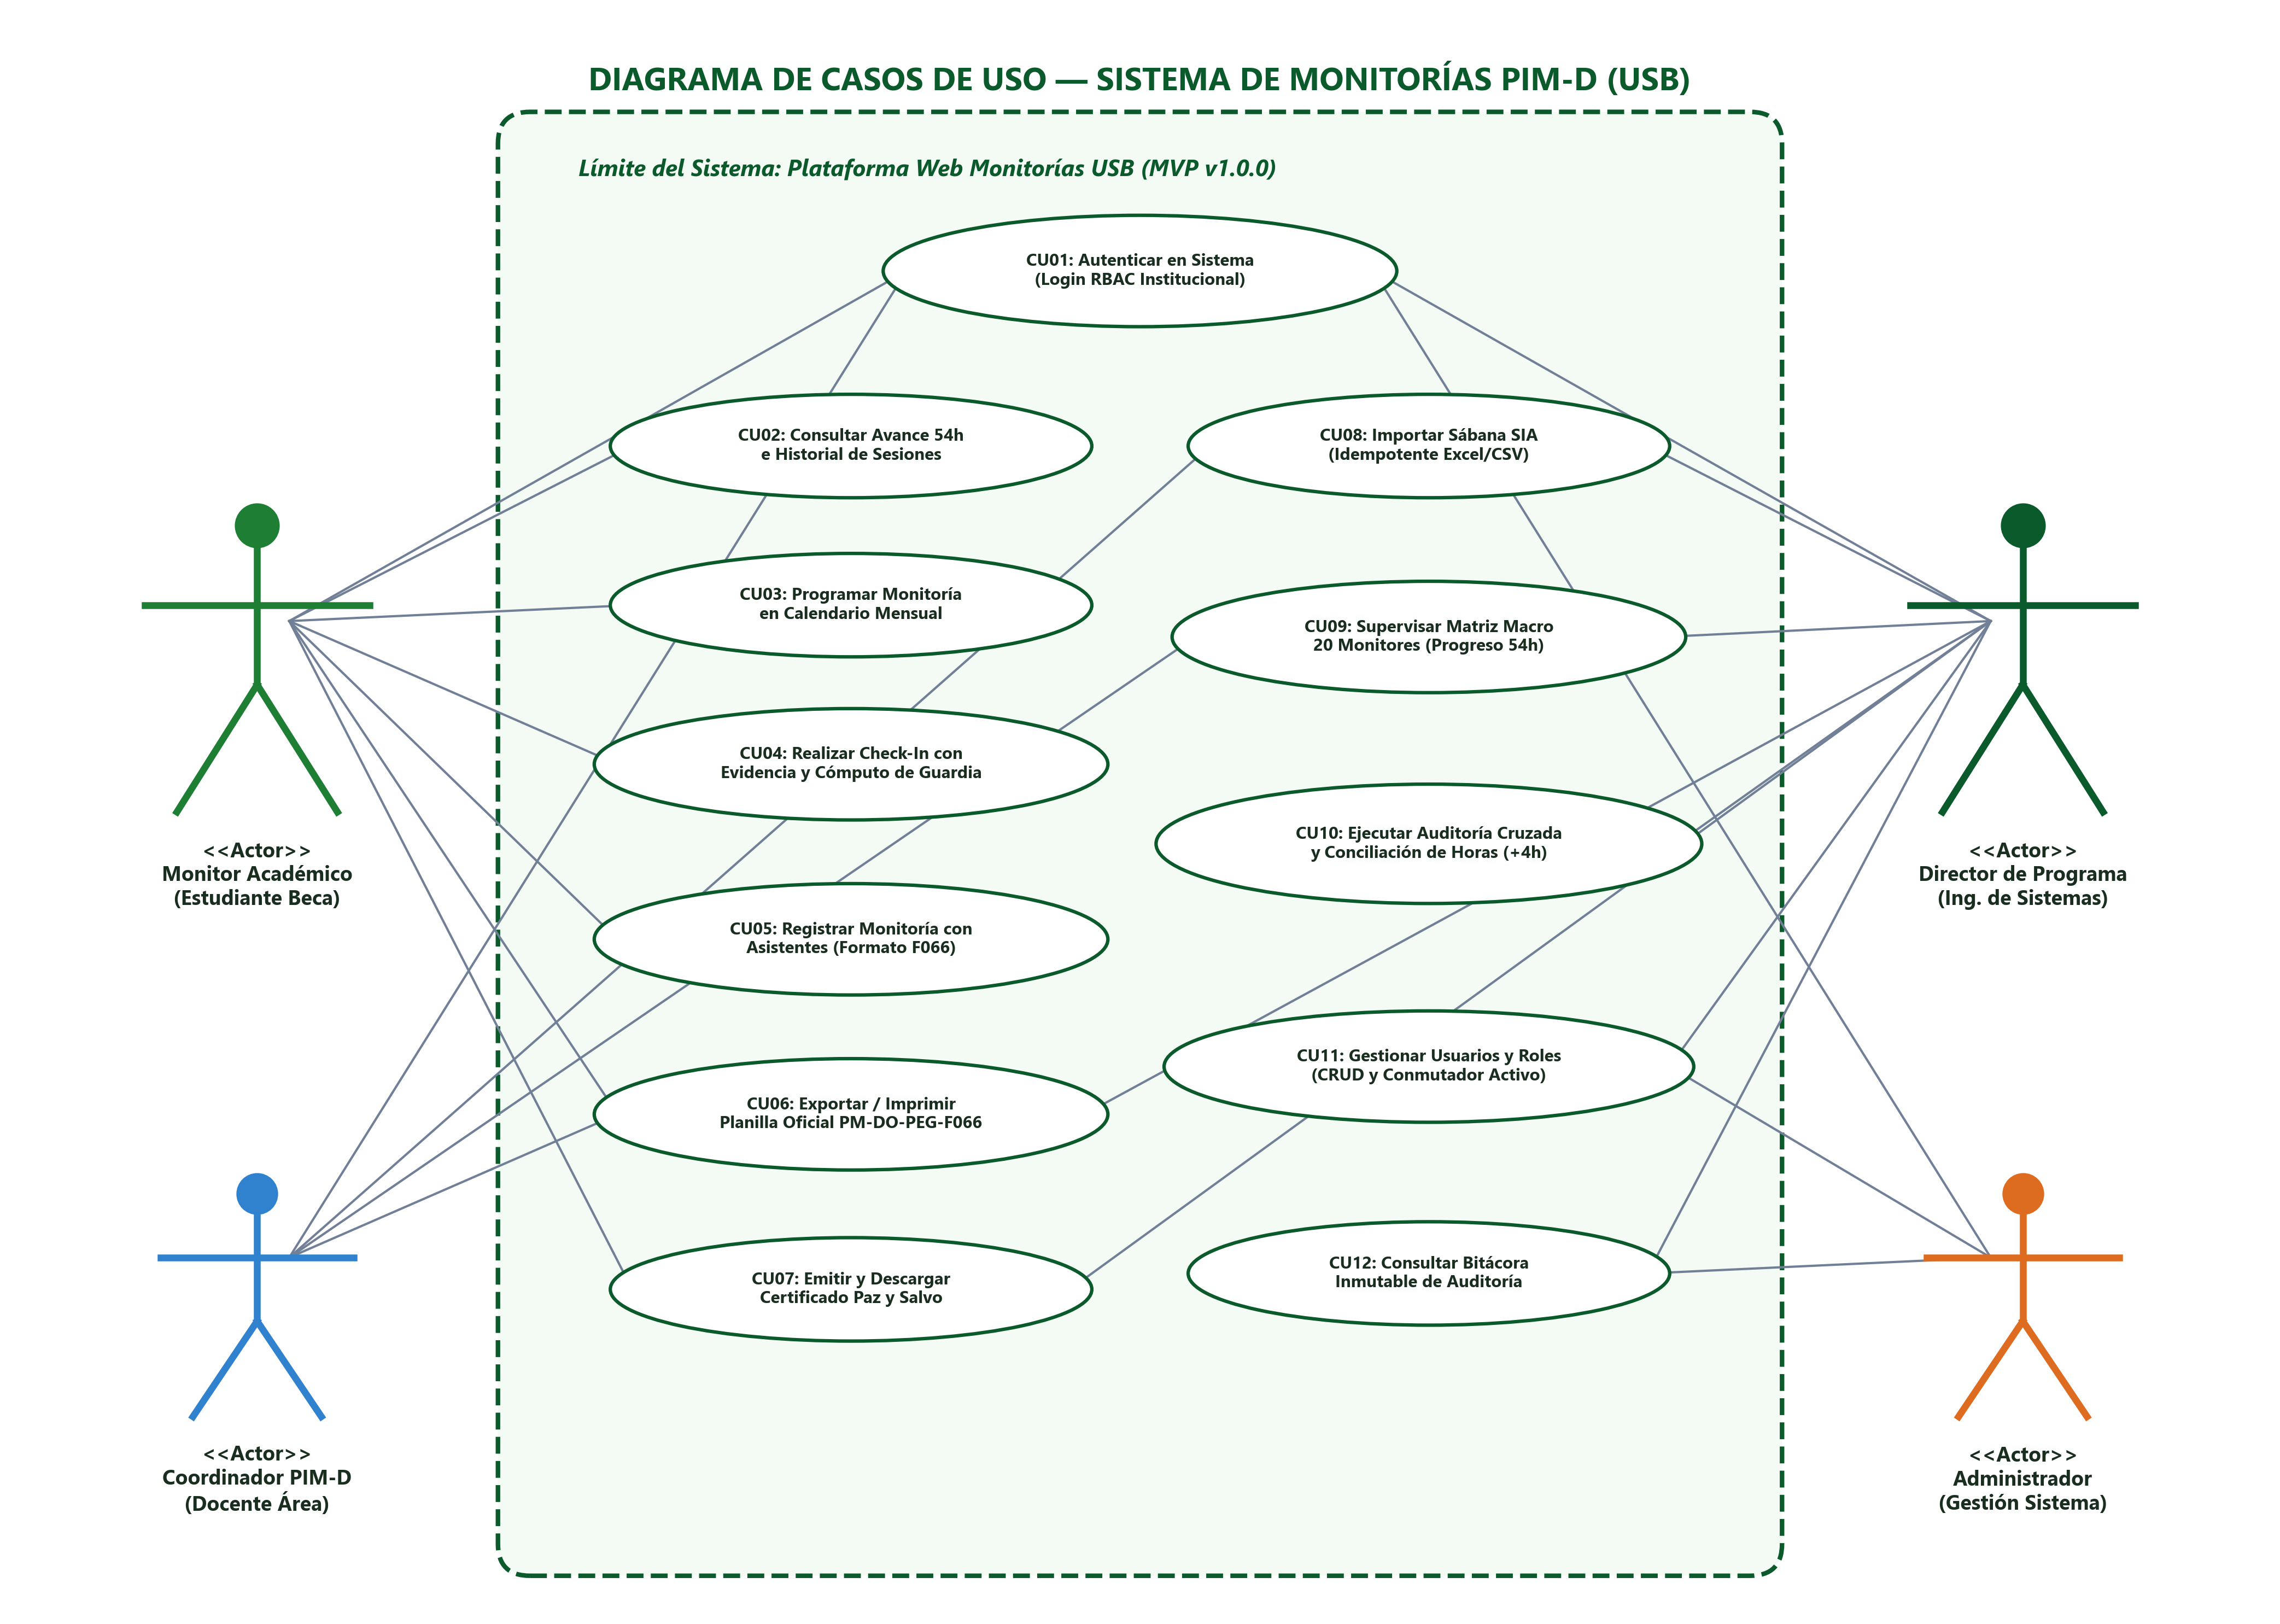 DIAGRAMA DE CASOS DE USO — SISTEMA DE MONITORÍAS PIM-D (USB)
Límite del Sistema: Plataforma Web Monitorías USB (MVP v1.0.0)
CU01: Autenticar en Sistema
(Login RBAC Institucional)
CU02: Consultar Avance 54h
e Historial de Sesiones
CU03: Programar Monitoría
en Calendario Mensual
CU04: Realizar Check-In con
Evidencia y Cómputo de Guardia
CU05: Registrar Monitoría con
Asistentes (Formato F066)
CU06: Exportar / Imprimir
Planilla Oficial PM-DO-PEG-F066
CU07: Emitir y Descargar
Certificado Paz y Salvo
CU08: Importar Sábana SIA
(Idempotente Excel/CSV)
CU09: Supervisar Matriz Macro
20 Monitores (Progreso 54h)
CU10: Ejecutar Auditoría Cruzada
y Conciliación de Horas (+4h)
CU11: Gestionar Usuarios y Roles
(CRUD y Conmutador Activo)
CU12: Consultar Bitácora
Inmutable de Auditoría
<<Actor>>
Monitor Académico
(Estudiante Beca)
<<Actor>>
Coordinador PIM-D
(Docente Área)
<<Actor>>
Director de Programa
(Ing. de Sistemas)
<<Actor>>
Administrador
(Gestión Sistema)